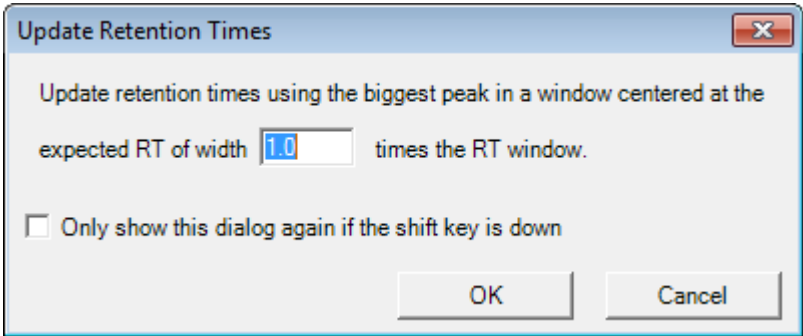 Update Retention Times
Update retention times using the biggest peak in a window centered at the
expected RT of width 1.0 times the RT window.
Only show this dialog again if the shift key is down
OK Cancel